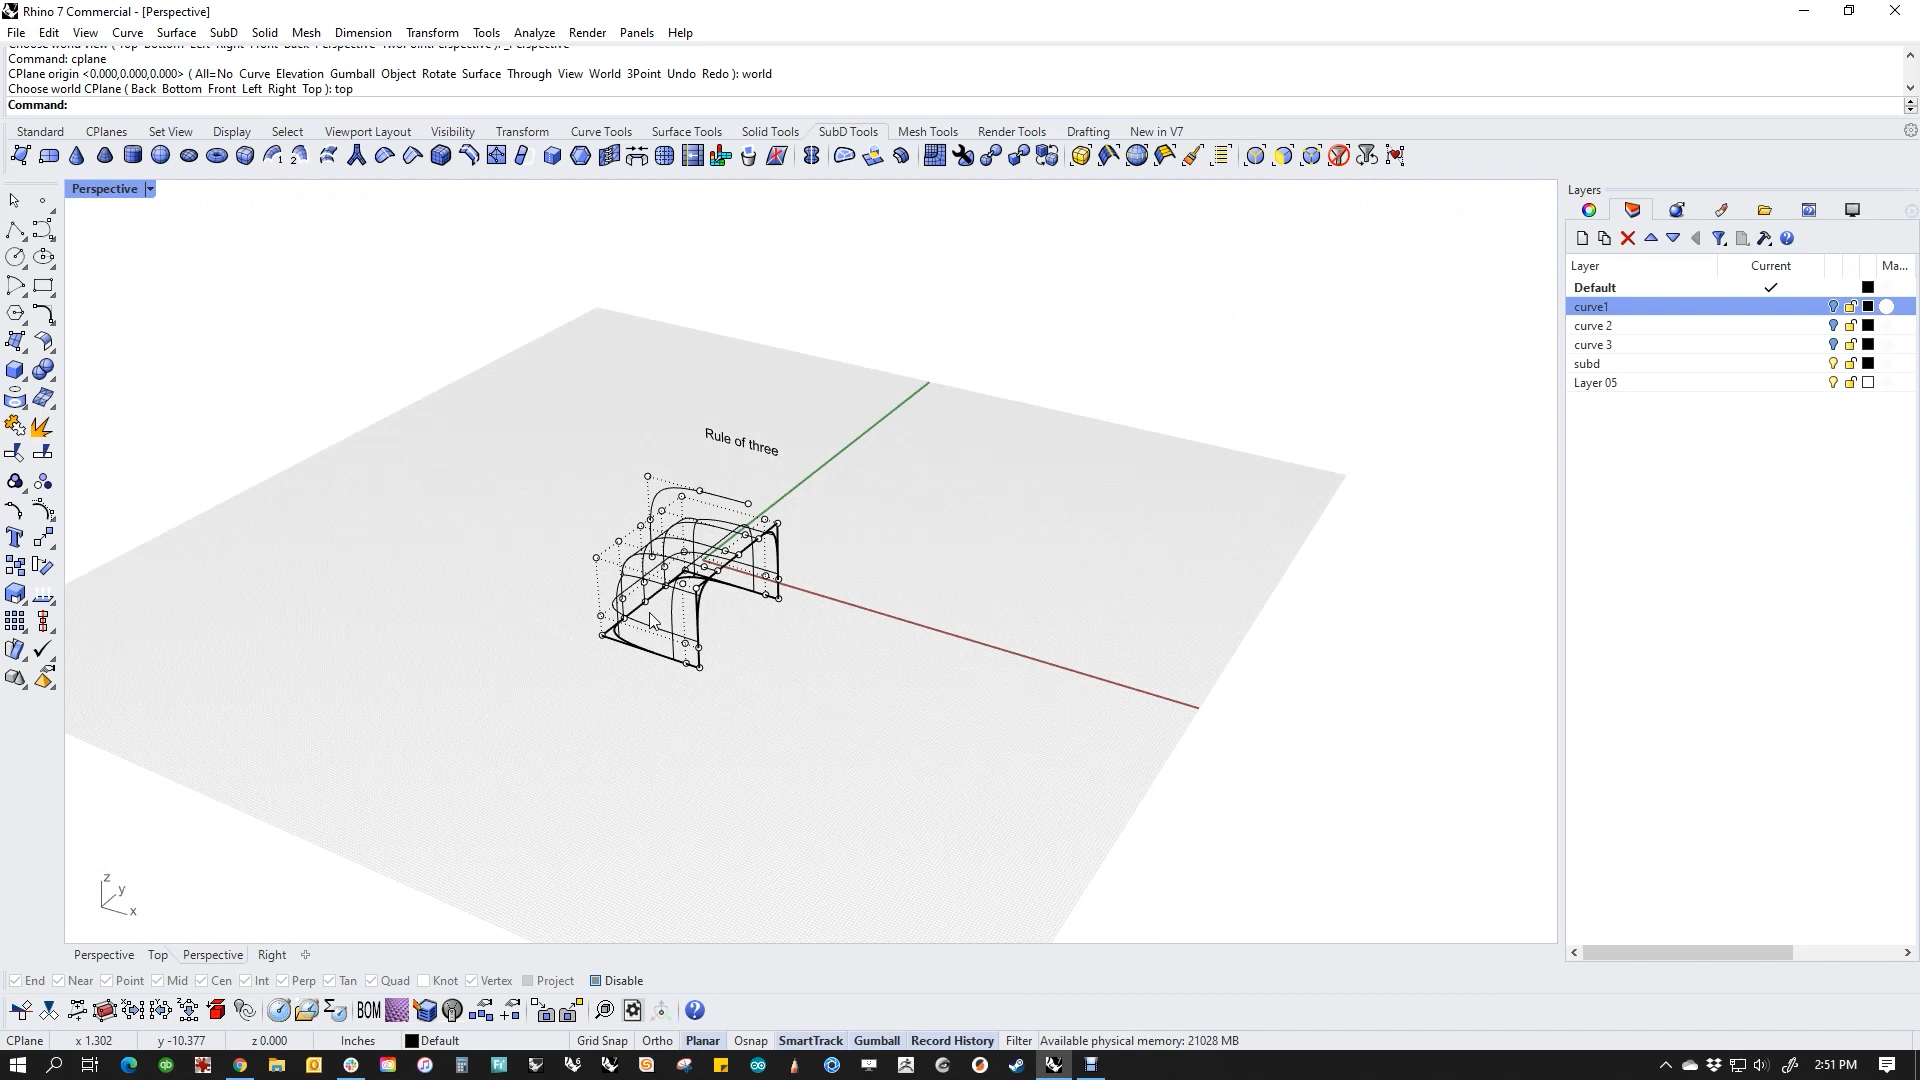 Rhino 7 Commercial - [Perspective]
File Edit View Curve Surface SubD Solid Mesh Dimension Transform Tools Analyze Render Panels Help
Command: cplane
CPlane origin <0.000,0.000,0.000> ( All=No Curve Elevation Gumball Object Rotate Surface Through View World 3Point Undo Redo ): world
Choose world CPlane ( Back Bottom Front Left Right Top ): top
Command:
Standard CPlanes Set View Display Select Viewport Layout Visibility Transform Curve Tools Surface Tools Solid Tools SubD Tools Mesh Tools Render Tools Drafting New in V7
Perspective
Layers
Layer Current Ma...
Default
curve1
curve 2
curve 3
subd
Layer 05
Rule of three
z
y
x
Perspective Top Perspective Right
End Near Point Mid Cen Int Perp Tan Quad Knot Vertex Project Disable
BOM
CPlane x 1.302 y -10.377 z 0.000 Inches Default Grid Snap Ortho Planar Osnap SmartTrack Gumball Record History Filter Available physical memory: 21028 MB
2:51 PM